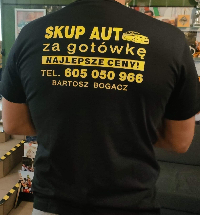 SKUP AUT
za gotówkę
NAJLEPSZE CENY!
TEL. 605 050 966
BARTOSZ BOGACZ